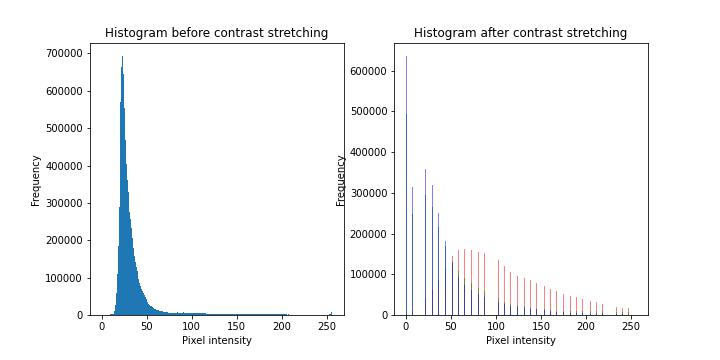 Histogram before contrast stretching
700000
600000
500000
400000
300000
200000
100000
0
Frequency
0 50 100 150 200 250
Pixel intensity
Histogram after contrast stretching
600000
500000
400000
300000
200000
100000
0
Frequency
0 50 100 150 200 250
Pixel intensity